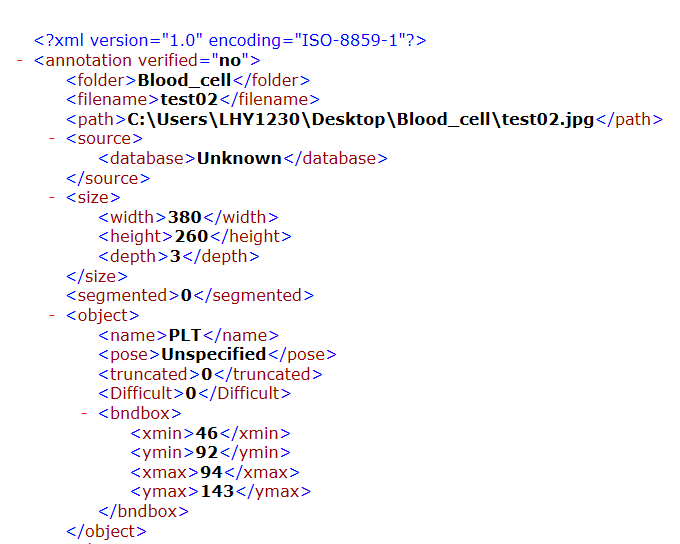 <?xml version="1.0" encoding="ISO-8859-1"?>
- <annotation verified="no">
<folder>Blood_cell</folder>
<filename>test02</filename>
<path>C:\Users\LHY1230\Desktop\Blood_cell\test02.jpg</path>
- <source>
<database>Unknown</database>
</source>
- <size>
<width>380</width>
<height>260</height>
<depth>3</depth>
</size>
<segmented>0</segmented>
- <object>
<name>PLT</name>
<pose>Unspecified</pose>
<truncated>0</truncated>
<Difficult>0</Difficult>
- <bndbox>
<xmin>46</xmin>
<ymin>92</ymin>
<xmax>94</xmax>
<ymax>143</ymax>
</bndbox>
</object>